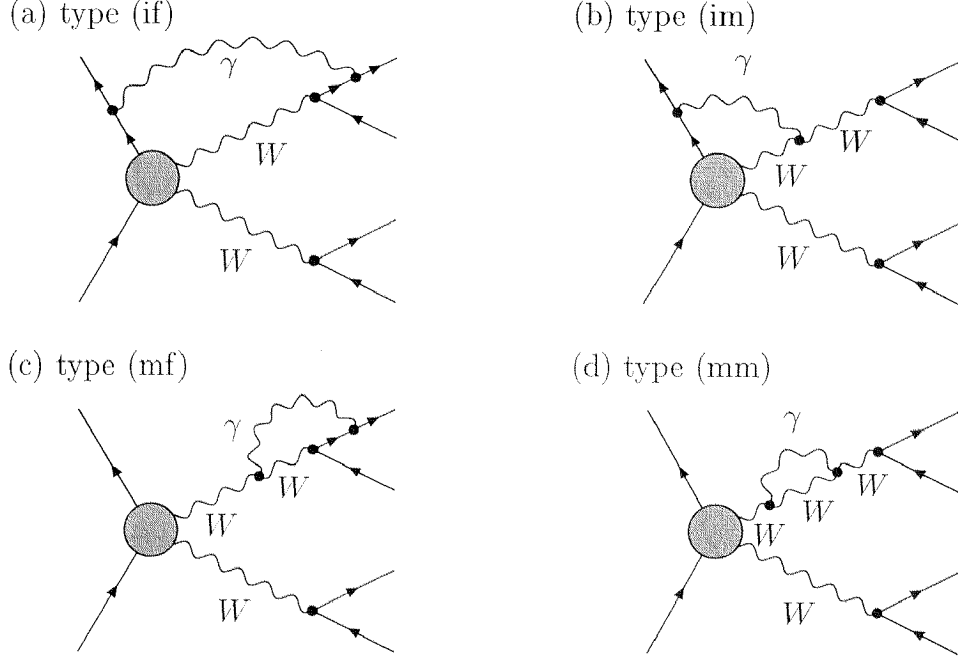 (a) type (if)
γ
W
W
(b) type (im)
γ
W
W
W
(c) type (mf)
γ
W
W
W
(d) type (mm)
γ
W
W
W
W